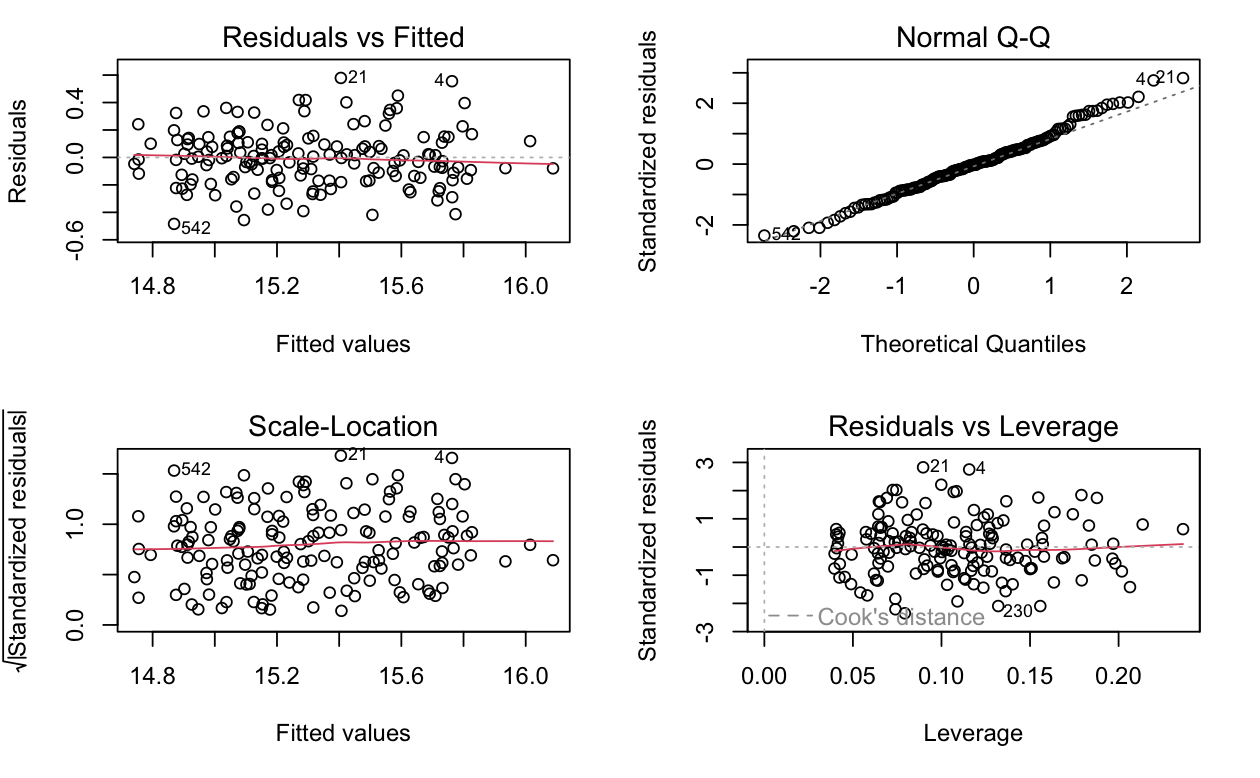 Residuals vs Fitted
Residuals
0.4
0.0
-0.6
21
4
542
14.8 15.2 15.6 16.0
Fitted values
Normal Q-Q
Standardized residuals
2
0
-2
4 21
542
-2 -1 0 1 2
Theoretical Quantiles
Scale-Location
√|Standardized residuals|
1.0
0.0
542
21
4
14.8 15.2 15.6 16.0
Fitted values
Residuals vs Leverage
Standardized residuals
3
1
-1
-3
21 4
230
Cook's distance
0.00 0.05 0.10 0.15 0.20
Leverage